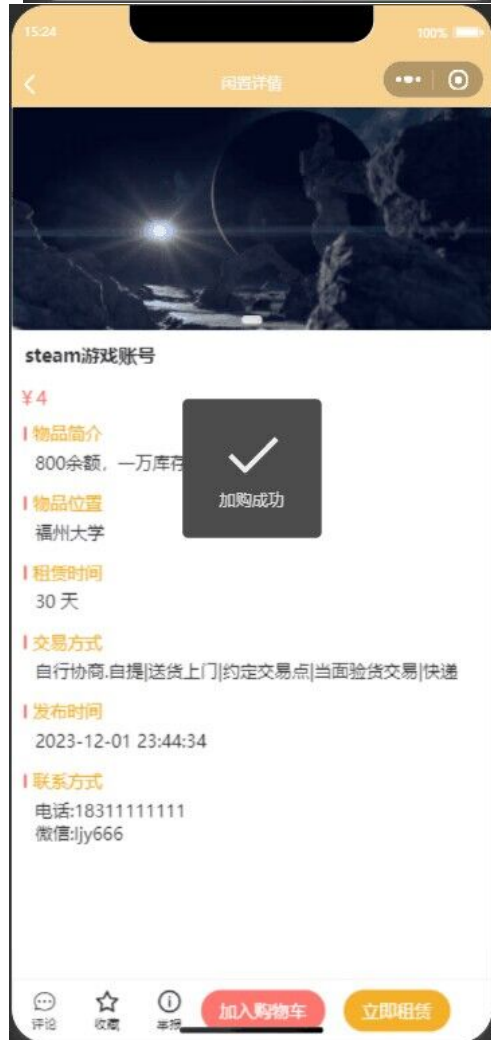 15:24
100%
闲置详情
steam游戏账号
¥4
物品简介
800余额，一万库存
加购成功
物品位置
福州大学
租赁时间
30 天
交易方式
自行协商.自提|送货上门|约定交易点|当面验货交易|快递
发布时间
2023-12-01 23:44:34
联系方式
电话:18311111111
微信:ljy666
评论
收藏
举报
加入购物车
立即租赁